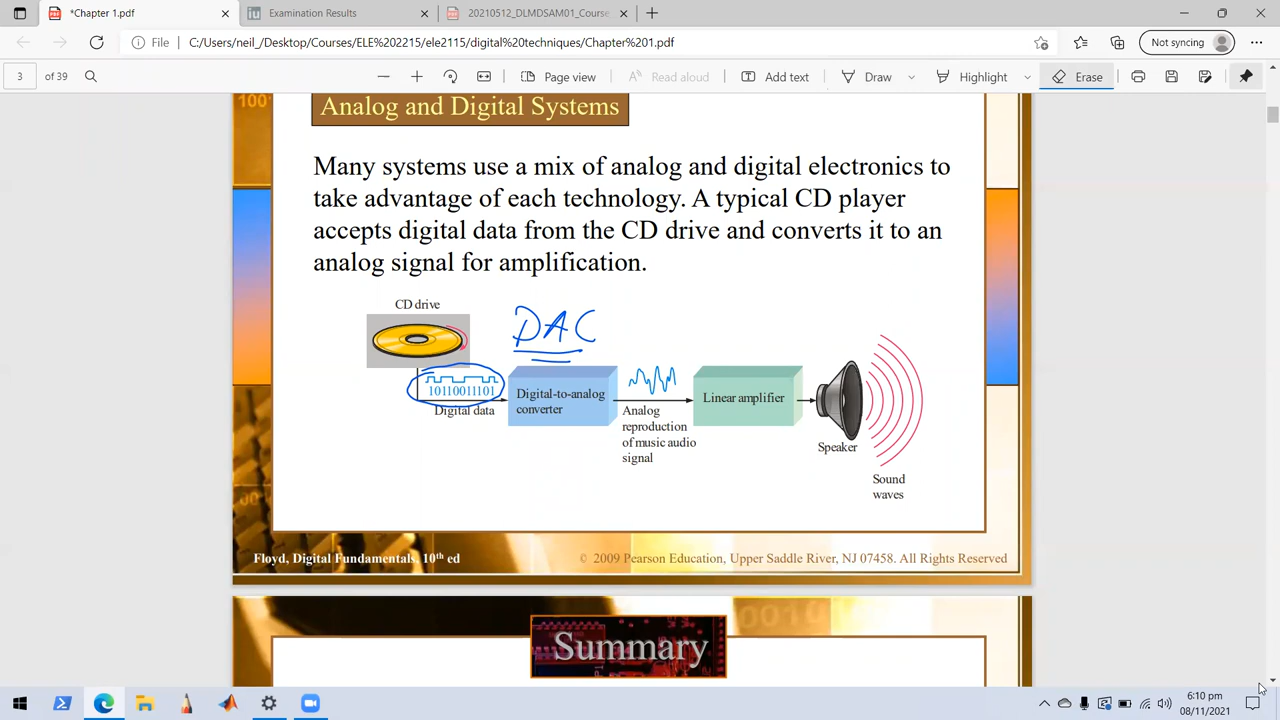 *Chapter 1.pdf
Examination Results
20210512_DLMDSAM01_Course
File
C:/Users/neil_/Desktop/Courses/ELE%202215/ele2115/digital%20techniques/Chapter%201.pdf
Not syncing
3 of 39
Page view
Read aloud
Add text
Draw
Highlight
Erase
Analog and Digital Systems
Many systems use a mix of analog and digital electronics to
take advantage of each technology. A typical CD player
accepts digital data from the CD drive and converts it to an
analog signal for amplification.
CD drive
DAC
10110011101
Digital data
Digital-to-analog
converter
Analog
reproduction
of music audio
signal
Linear amplifier
Speaker
Sound
waves
Floyd, Digital Fundamentals, 10th ed
© 2009 Pearson Education, Upper Saddle River, NJ 07458. All Rights Reserved
Summary
6:10 pm
08/11/2021